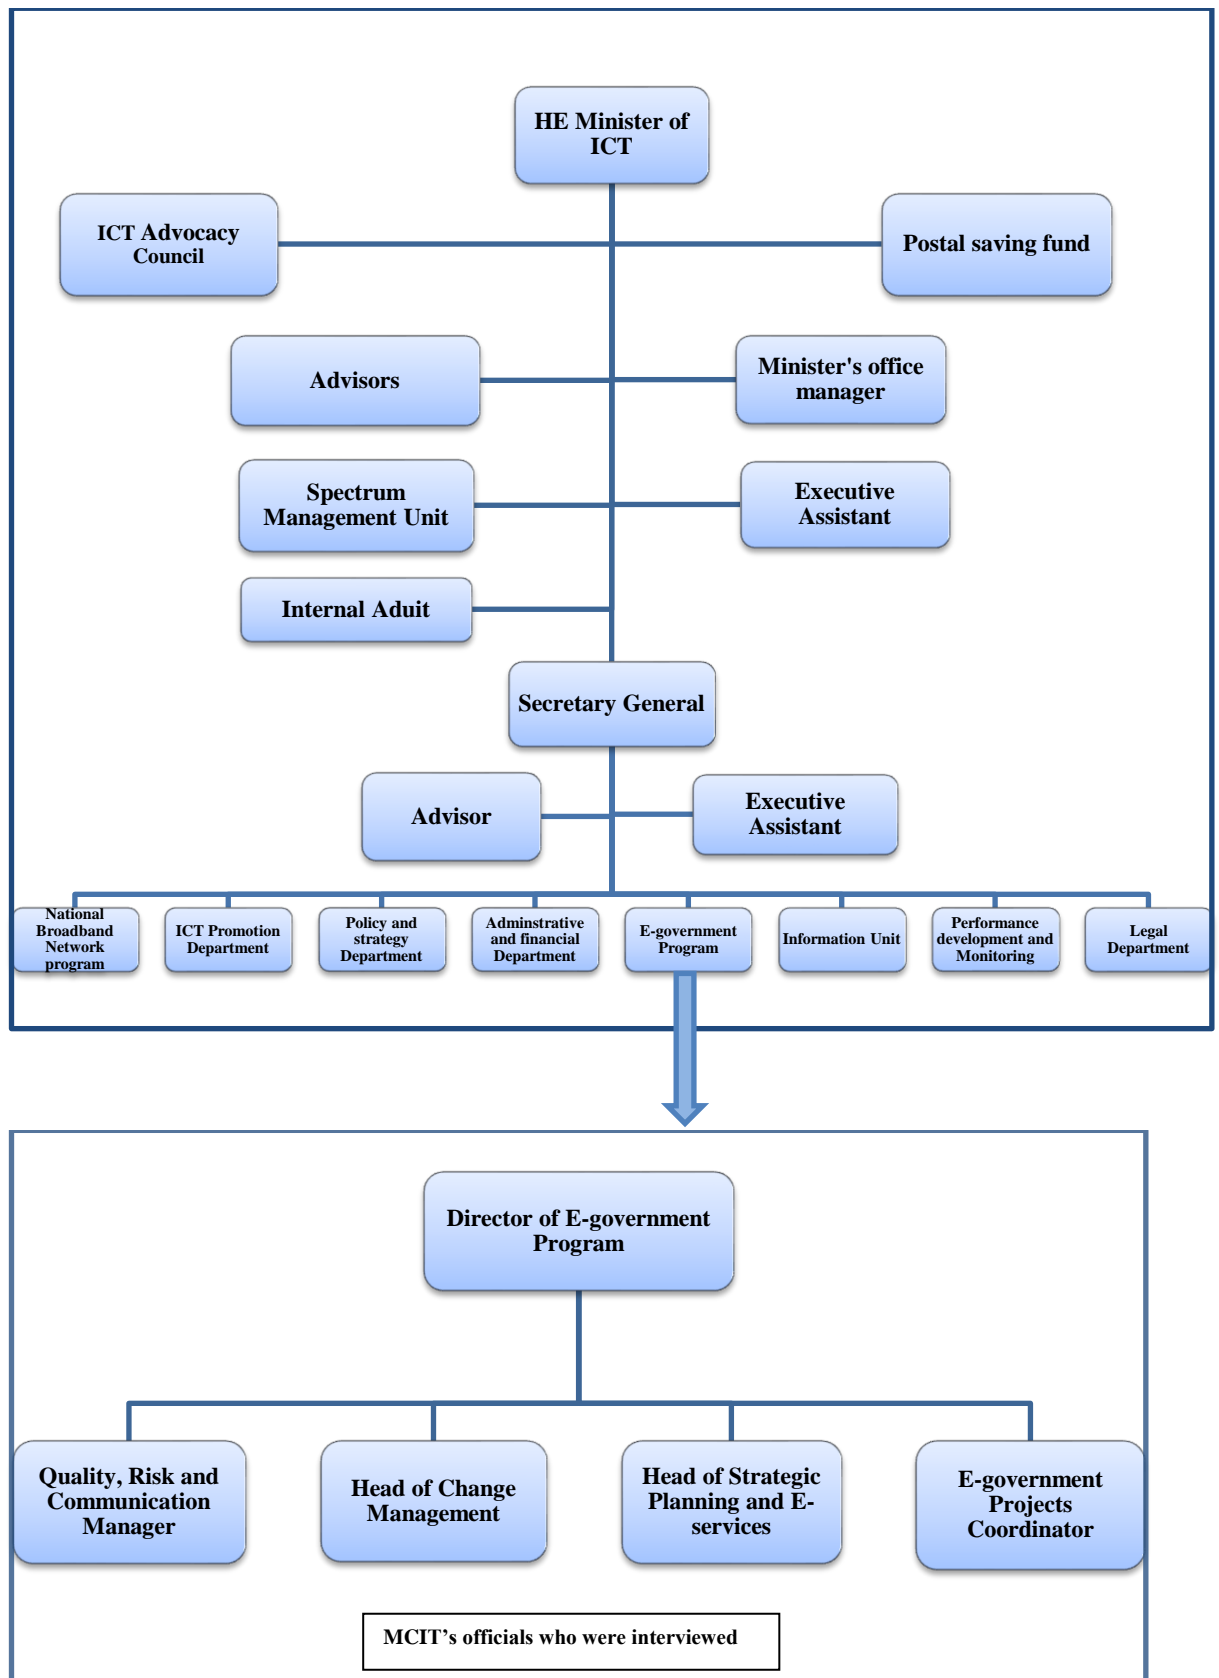 HE Minister of
ICT
ICT Advocacy
Council
Postal saving fund
Advisors
Minister's office
manager
Spectrum
Management Unit
Executive
Assistant
Internal Aduit
Secretary General
Advisor
Executive
Assistant
National
Broadband
Network
program
ICT Promotion
Department
Policy and
strategy
Department
Adminstrative
and financial
Department
E-government
Program
Information Unit
Performance
development and
Monitoring
Legal
Department
Director of E-government
Program
Quality, Risk and
Communication
Manager
Head of Change
Management
Head of Strategic
Planning and E-
services
E-government
Projects
Coordinator
MCIT’s officials who were interviewed